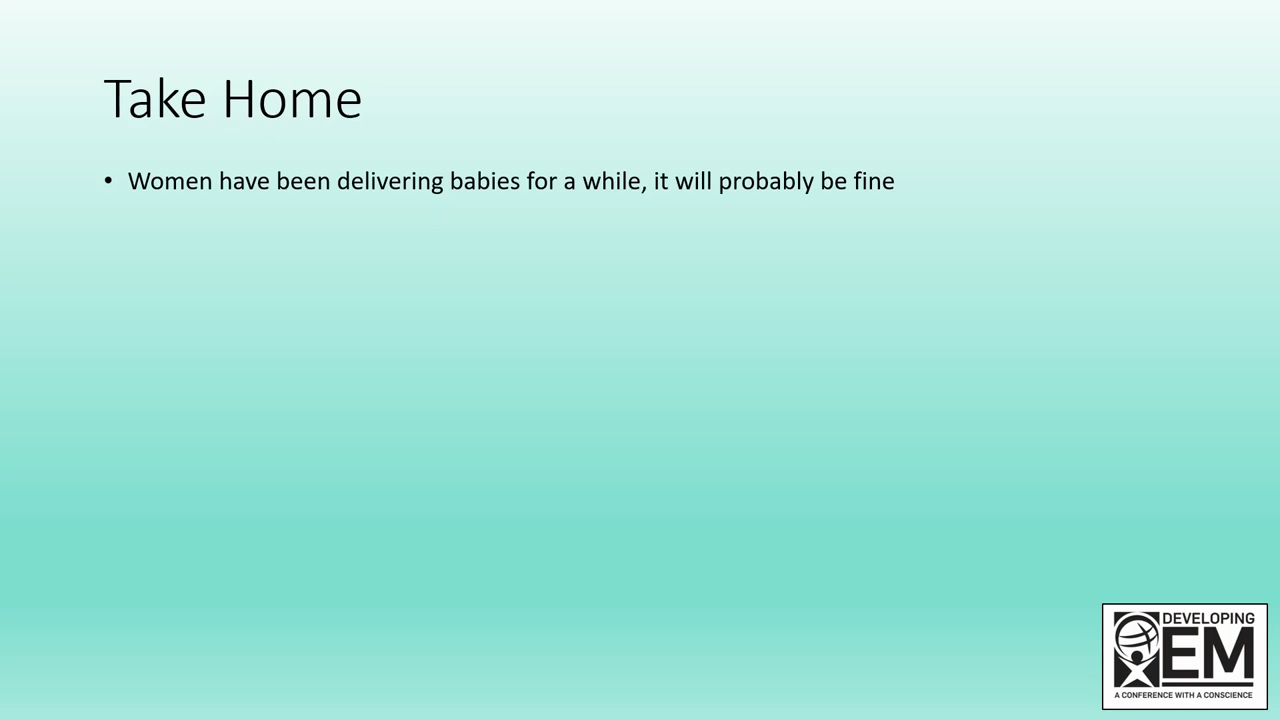 Take Home
• Women have been delivering babies for a while, it will probably be fine
DEVELOPING
EM
A CONFERENCE WITH A CONSCIENCE